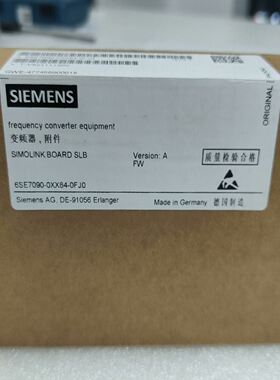 SIEMENS
ORIGINAL
frequency converter equipment
变频器，附件
SIMOLINK BOARD SLB
Version: A
FW
质量检验合格
6SE7090-0XX84-0FJ0
Siemens AG, DE-91056 Erlanger
Made in Germany 德国制造